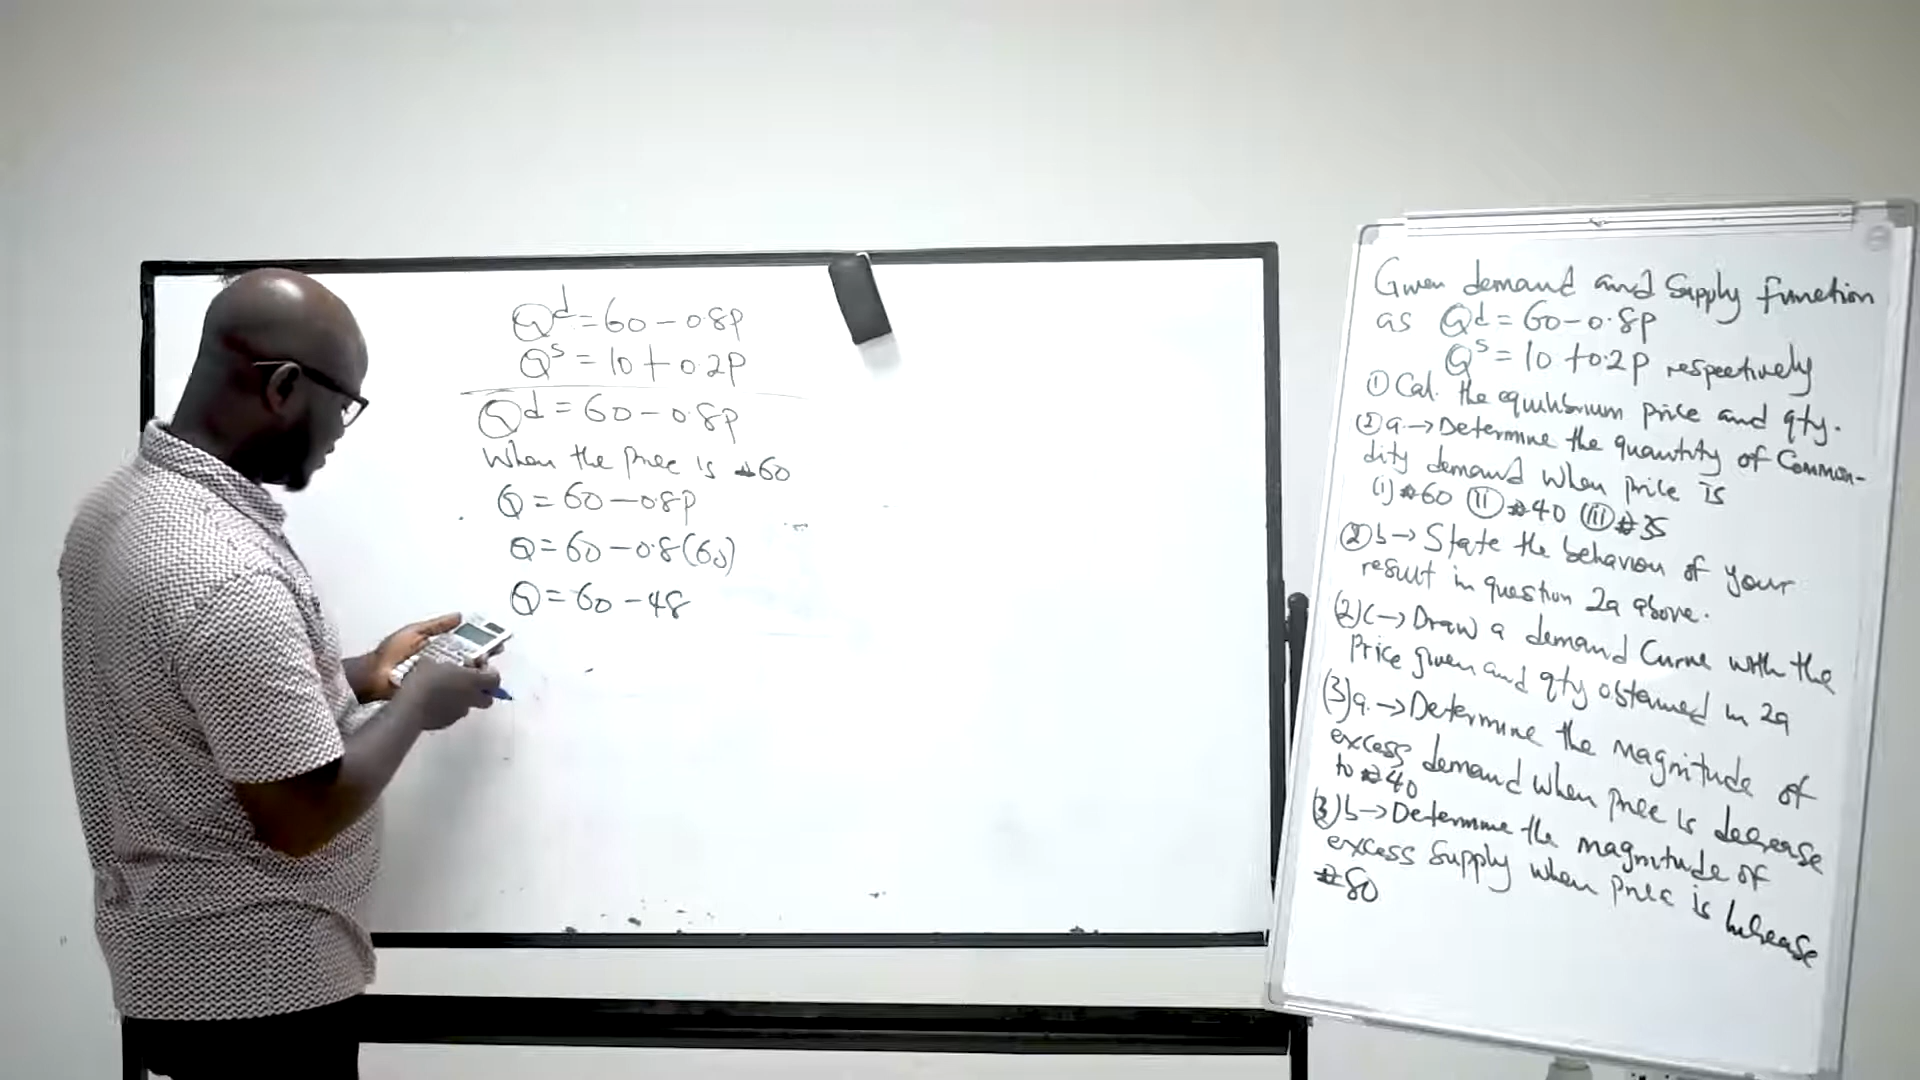 Qd = 60 - 0.8p
Qs = 10 + 0.2p
Qd = 60 - 0.8p
When the price is ₦60
Q = 60 - 0.8p
Q = 60 - 0.8(60)
Q = 60 - 48
Given demand and Supply function
as Qd = 60 - 0.8p
Qs = 10 + 0.2p respectively
① Cal. the equilibrium price and qty.
② a. → Determine the quantity of Common-
dity demand when price is
(i) ₦60 (ii) ₦40 (iii) ₦35
② b → State the behaviou of your
result in question 2a above.
(2)c → Draw a demand Curve with the
Price given and qty obtained in 2a
(3)a. → Determine the magnitude of
excess demand when price is decrease
to ₦40
(3)b → Determine the magnitude of
excess Supply when price is increase
₦80